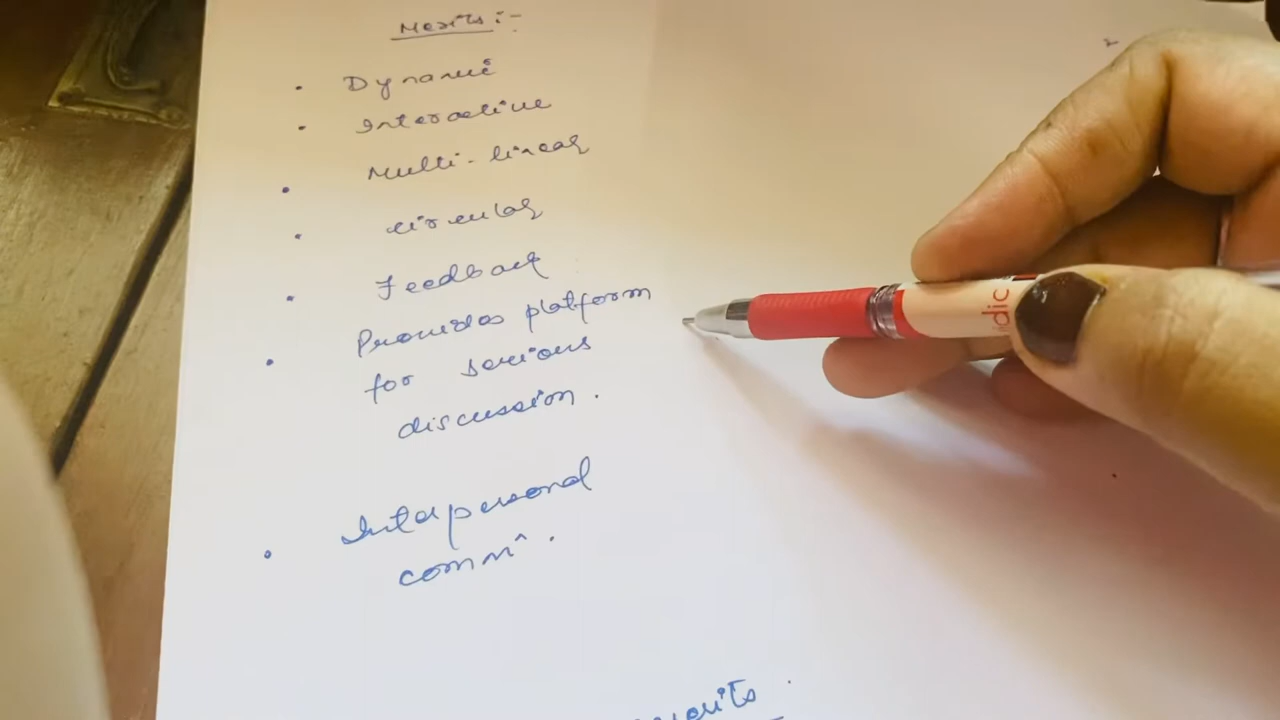 Merits :-
• Dynamic
• Interactive
• Multi-linear
• Circular
• Feedback
• Provides platform
for serious
discussion.
• Interpersonal
commⁿ.